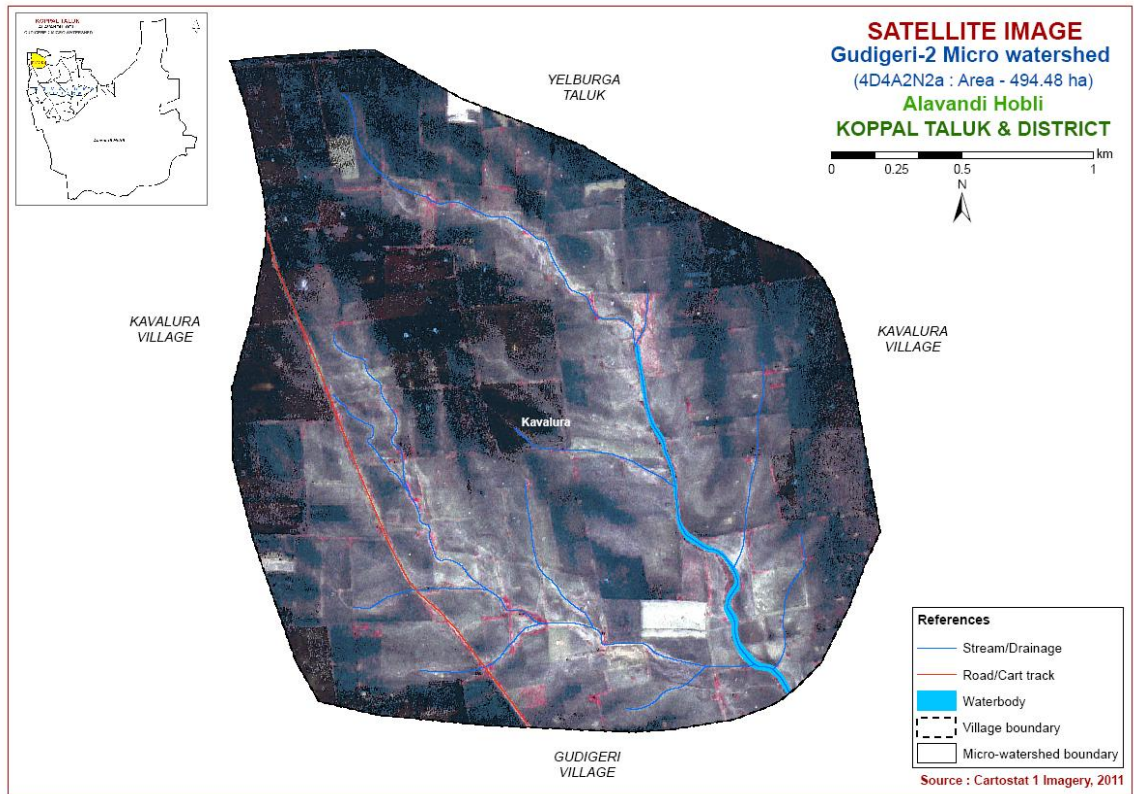 KOPPAL TALUK
SATELLITE IMAGE
Gudigeri-2 Micro watershed
(4D4A2N2a : Area - 494.48 ha)
Alavandi Hobli
KOPPAL TALUK & DISTRICT
km
0 0.25 0.5 1
N
YELBURGA
TALUK
KAVALURA
VILLAGE
KAVALURA
VILLAGE
Kavalura
GUDIGERI
VILLAGE
References
Stream/Drainage
Road/Cart track
Waterbody
Village boundary
Micro-watershed boundary
Source : Cartostat 1 Imagery, 2011